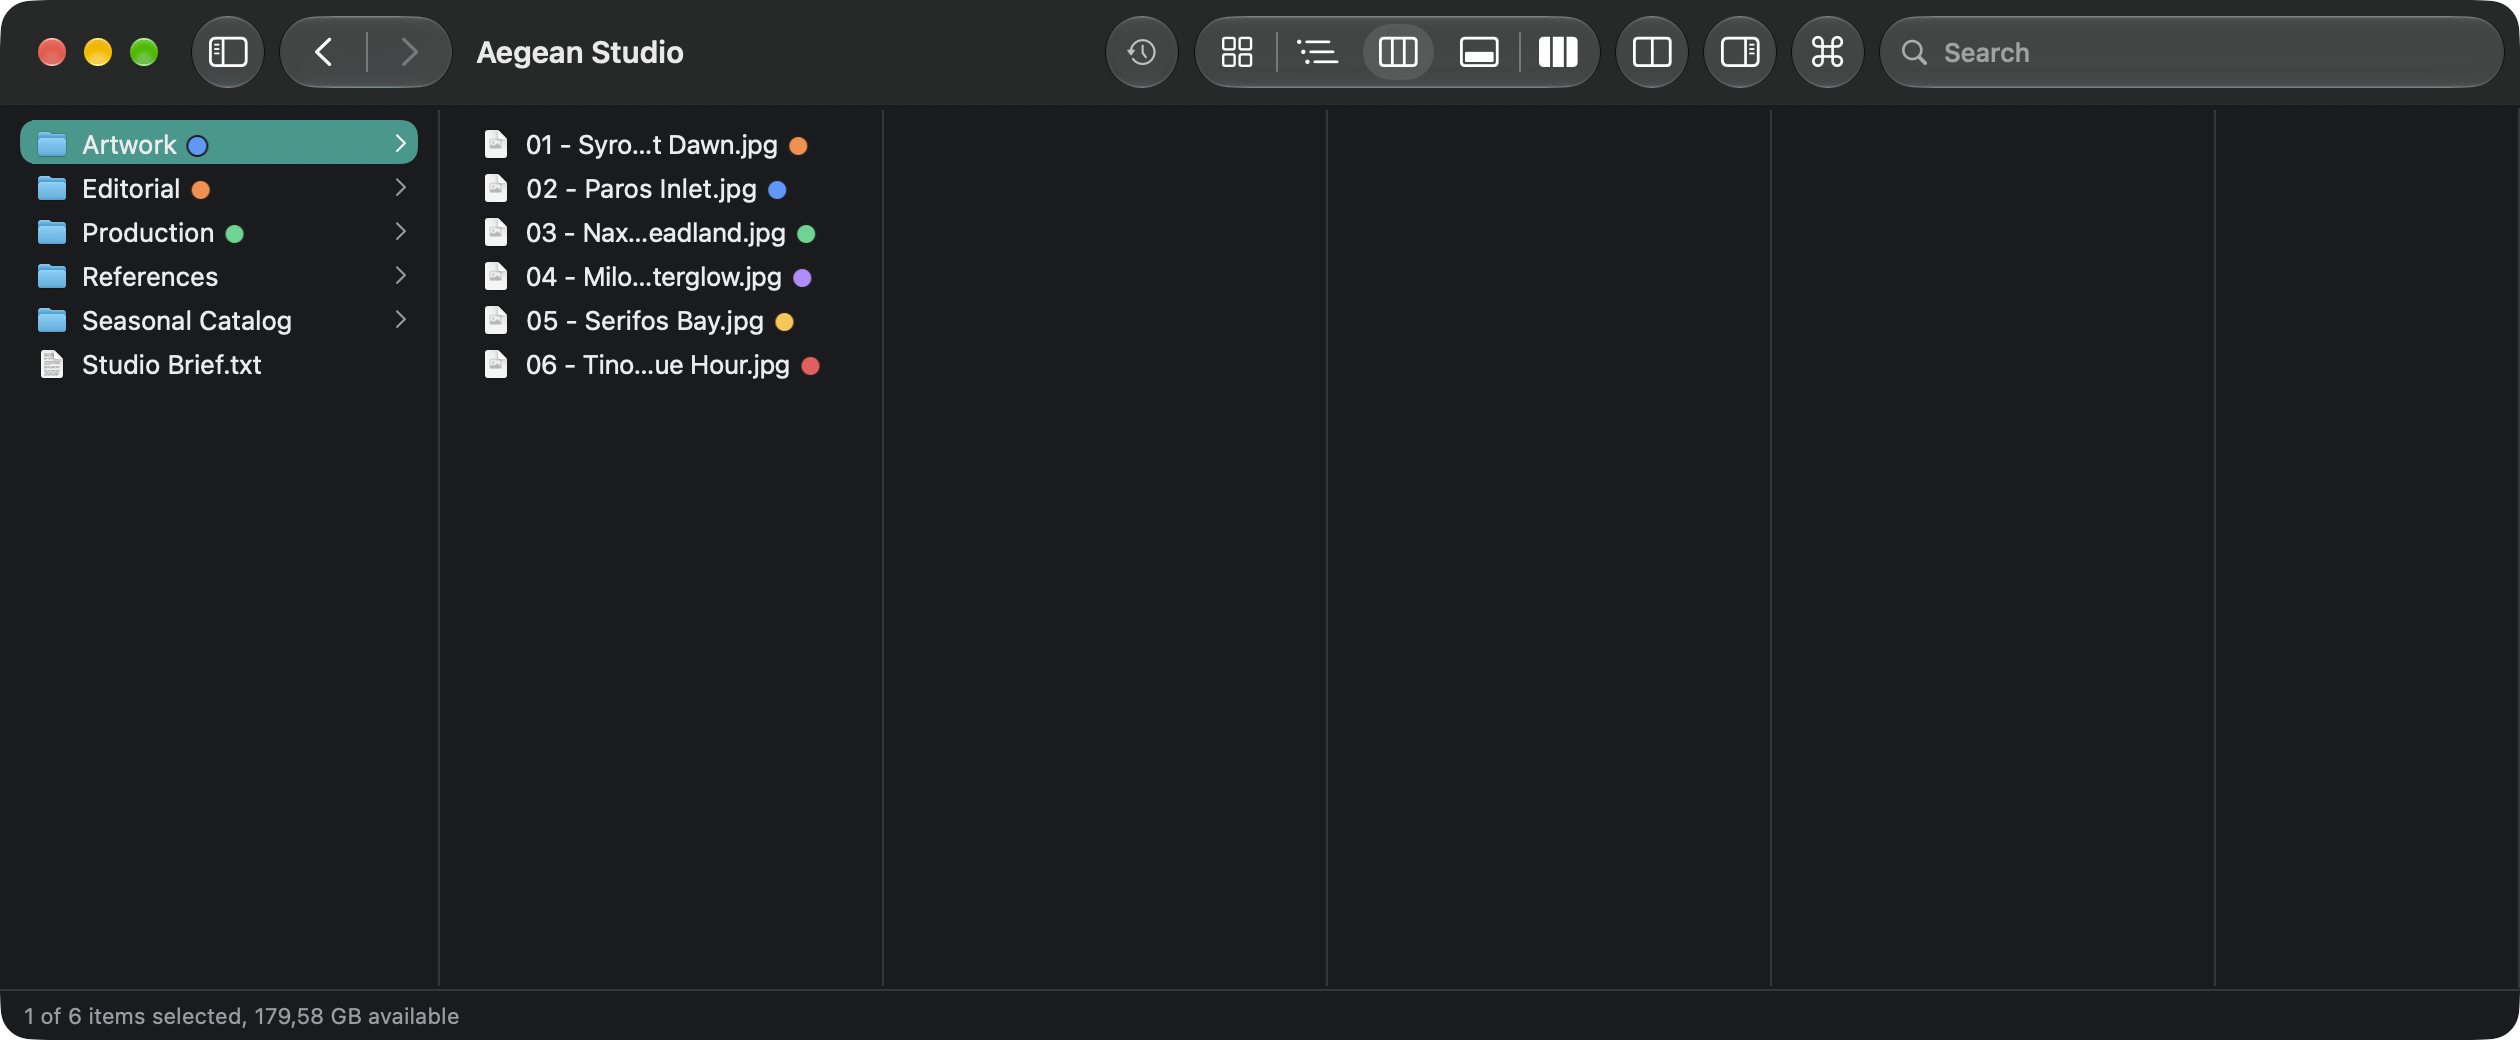 Aegean Studio
Search
Artwork
Editorial
Production
References
Seasonal Catalog
Studio Brief.txt
01 - Syro...t Dawn.jpg
02 - Paros Inlet.jpg
03 - Nax...eadland.jpg
04 - Milo...terglow.jpg
05 - Serifos Bay.jpg
06 - Tino...ue Hour.jpg
1 of 6 items selected, 179,58 GB available